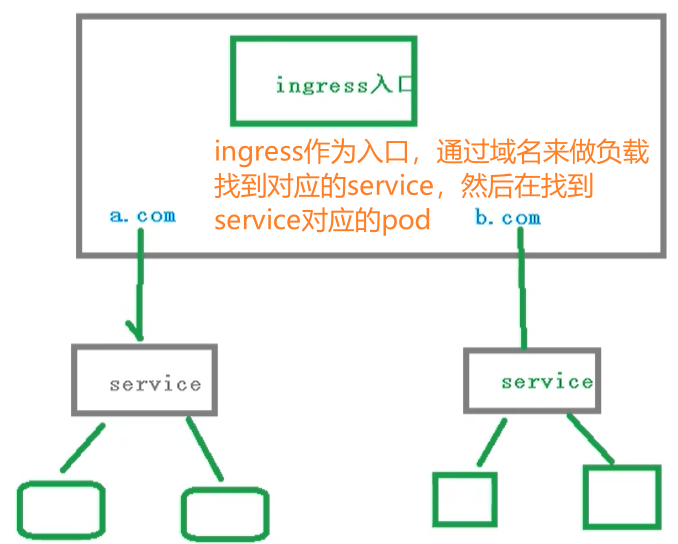 ingress入口
ingress作为入口，通过域名来做负载
找到对应的service，然后在找到
service对应的pod
a.com
b.com
service
service